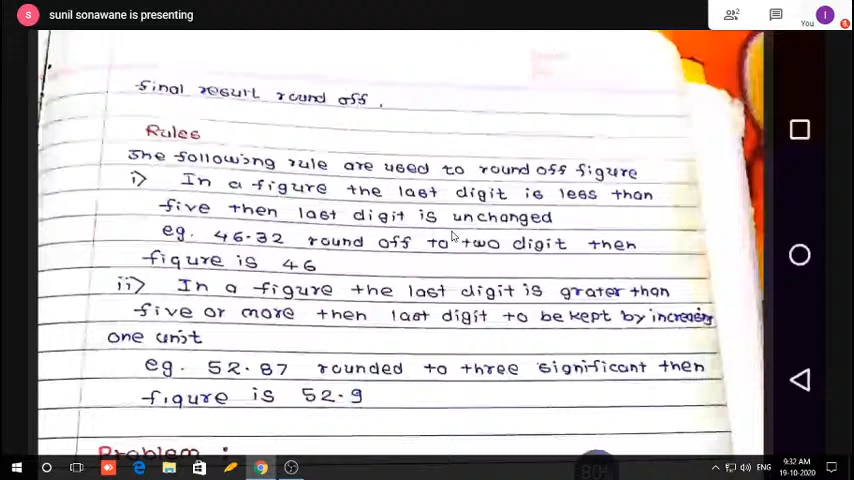 sunil sonawane is presenting
2
You
final result round off.
Rules
The following rule are used to round off figure
i) In a figure the last digit is less than
five then last digit is unchanged
eg. 46.32 round off to two digit then
figure is 46
ii) In a figure the last digit is grater than
five or more then last digit to be kept by increasing
one unit
eg. 52.87 rounded to three significant then
figure is 52.9
Problem :
ENG
9:32 AM
19-10-2020